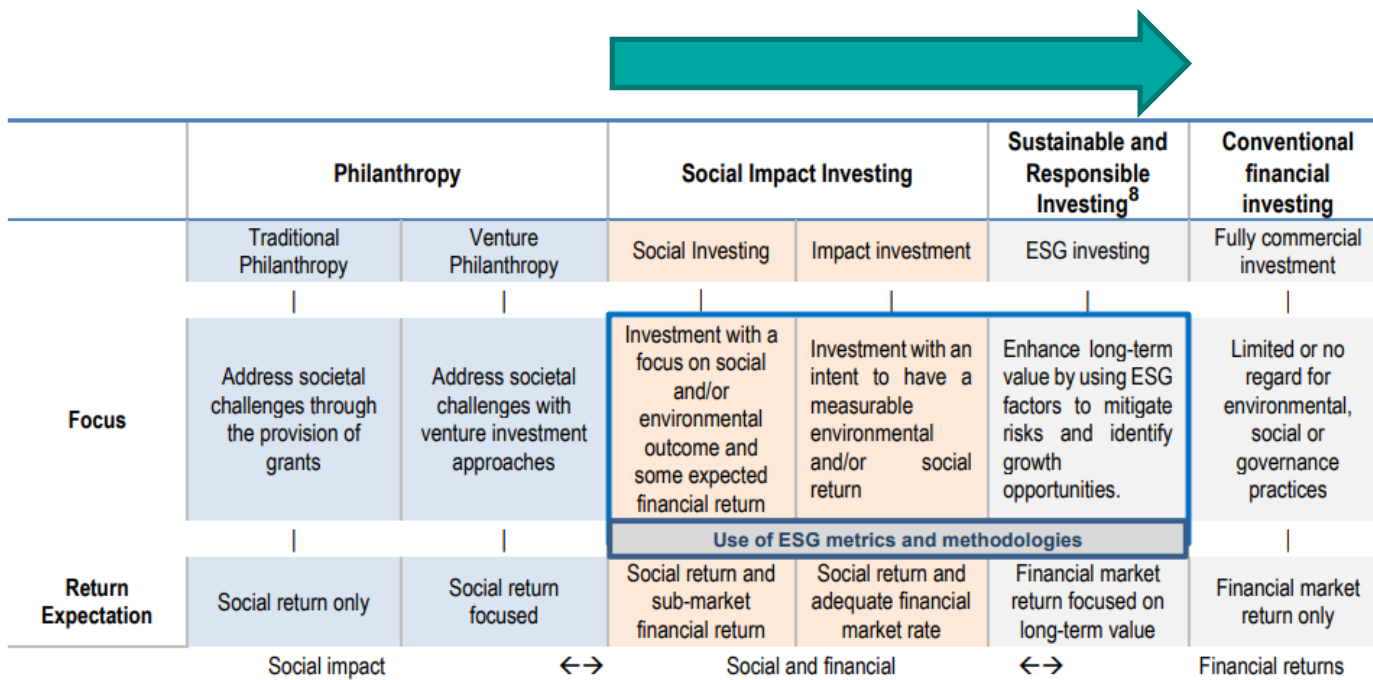 Philanthropy
Social Impact Investing
Sustainable and
Responsible
Investing8
Conventional
financial
investing
Traditional
Philanthropy
Venture
Philanthropy
Social Investing
Impact investment
ESG investing
Fully commercial
investment
Focus
Address societal
challenges through
the provision of
grants
Address societal
challenges with
venture investment
approaches
Investment with a
focus on social
and/or
environmental
outcome and
some expected
financial return
Investment with an
intent to have a
measurable
environmental
and/or social
return
Enhance long-term
value by using ESG
factors to mitigate
risks and identify
growth
opportunities.
Limited or no
regard for
environmental,
social or
governance
practices
Use of ESG metrics and methodologies
Return
Expectation
Social return only
Social return
focused
Social return and
sub-market
financial return
Social return and
adequate financial
market rate
Financial market
return focused on
long-term value
Financial market
return only
Social impact
←→
Social and financial
←→
Financial returns